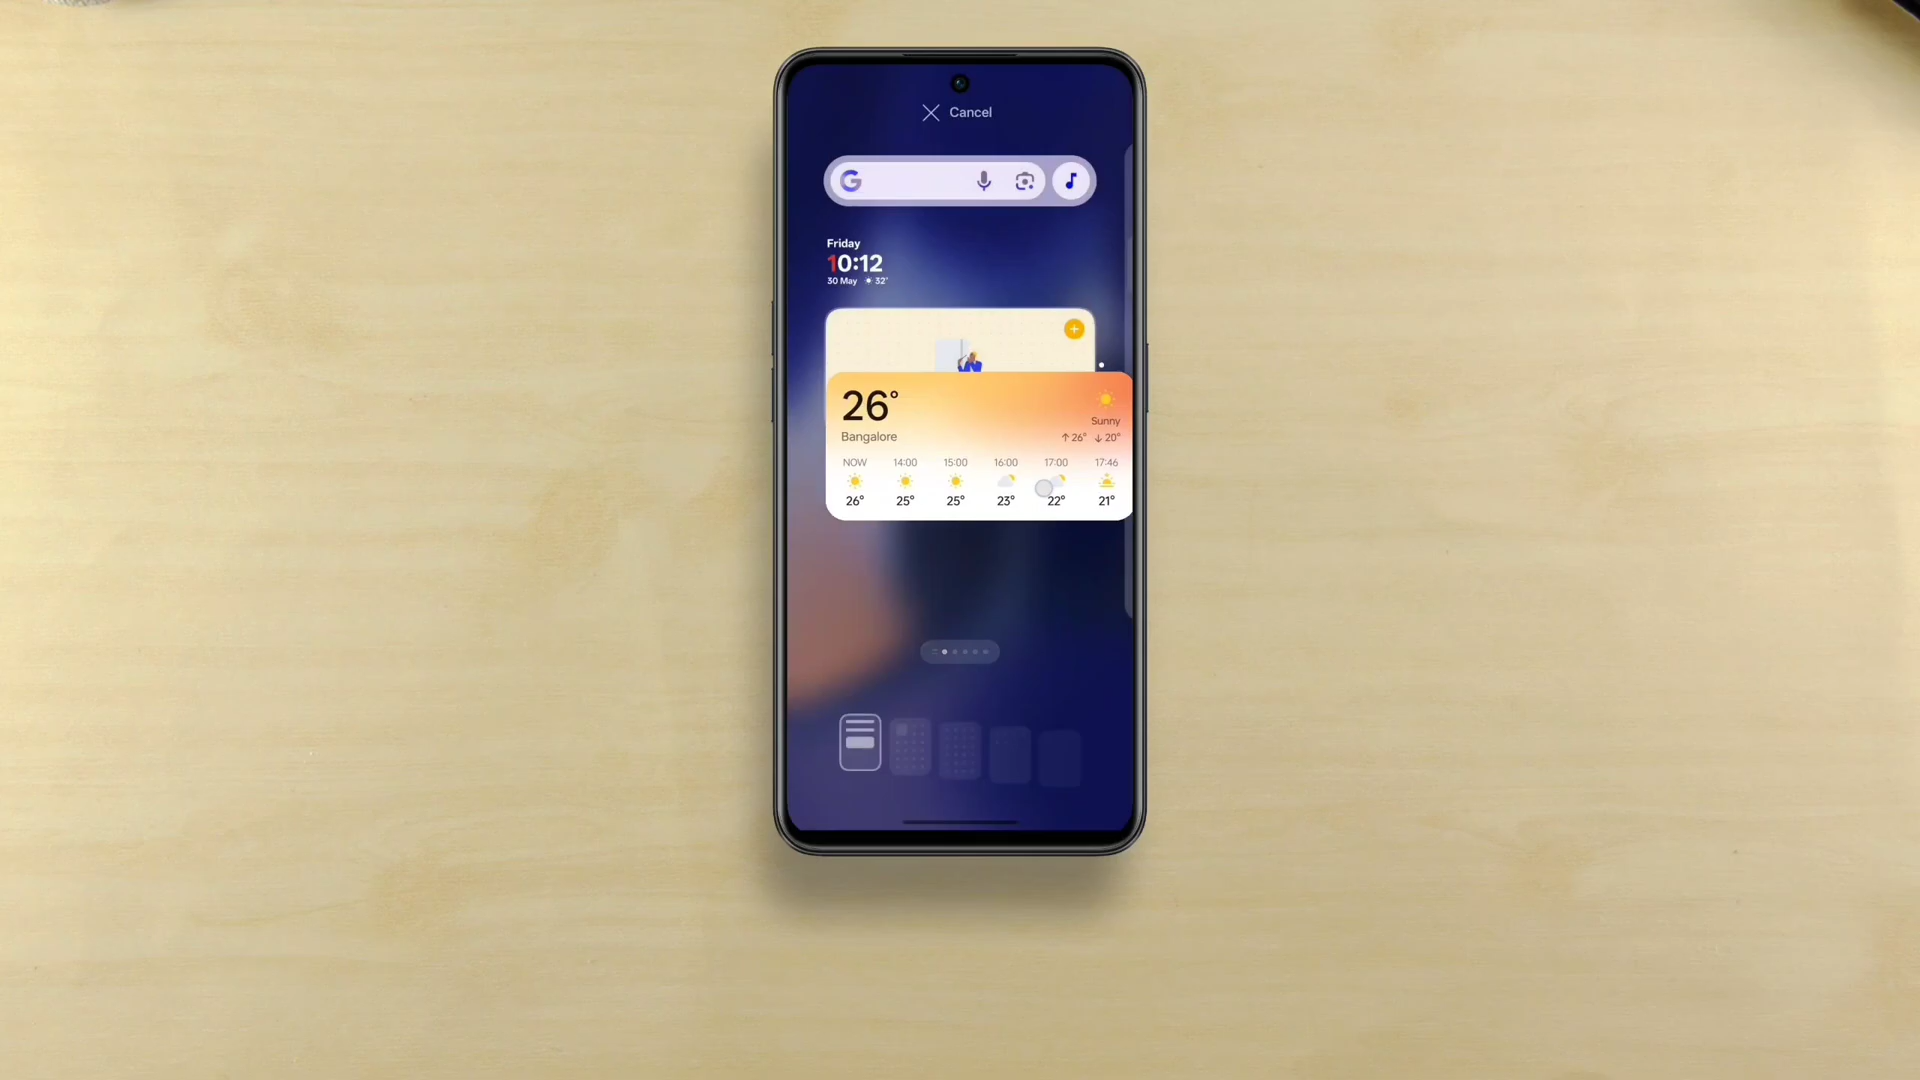 Cancel
G
Friday
10:12
30 May 32°
26°
Bangalore
Sunny
↑ 26° ↓ 20°
NOW 14:00 15:00 16:00 17:00 17:46
26° 25° 25° 23° 22° 21°